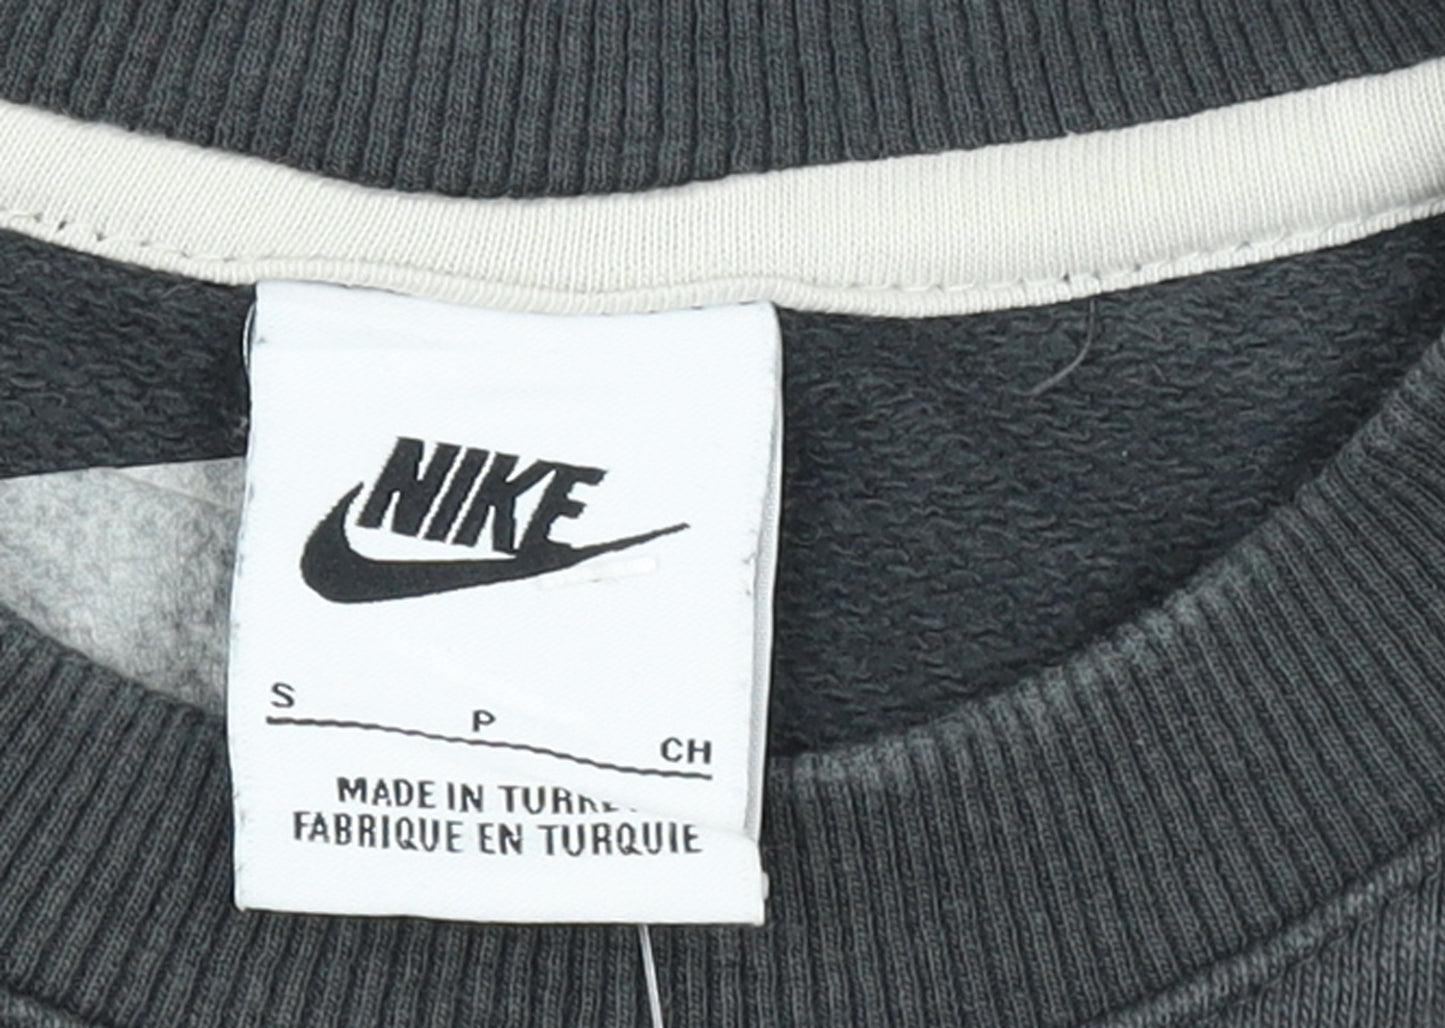 NIKE
S P CH
MADE IN
FABRIQUE EN TURQUIE